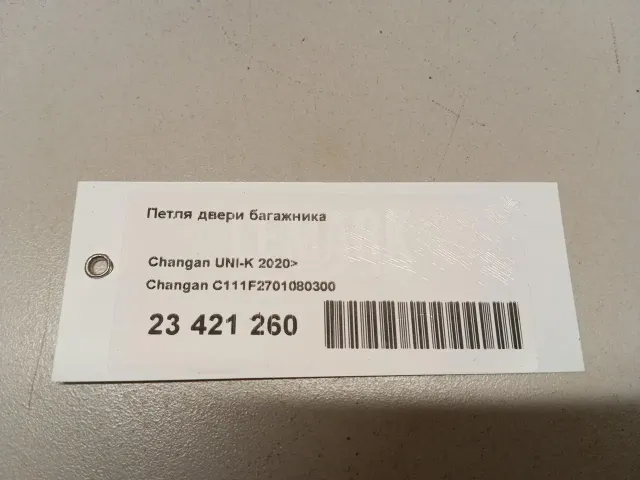 Петля двери багажника
Changan UNI-K 2020>
Changan C111F2701080300
23 421 260